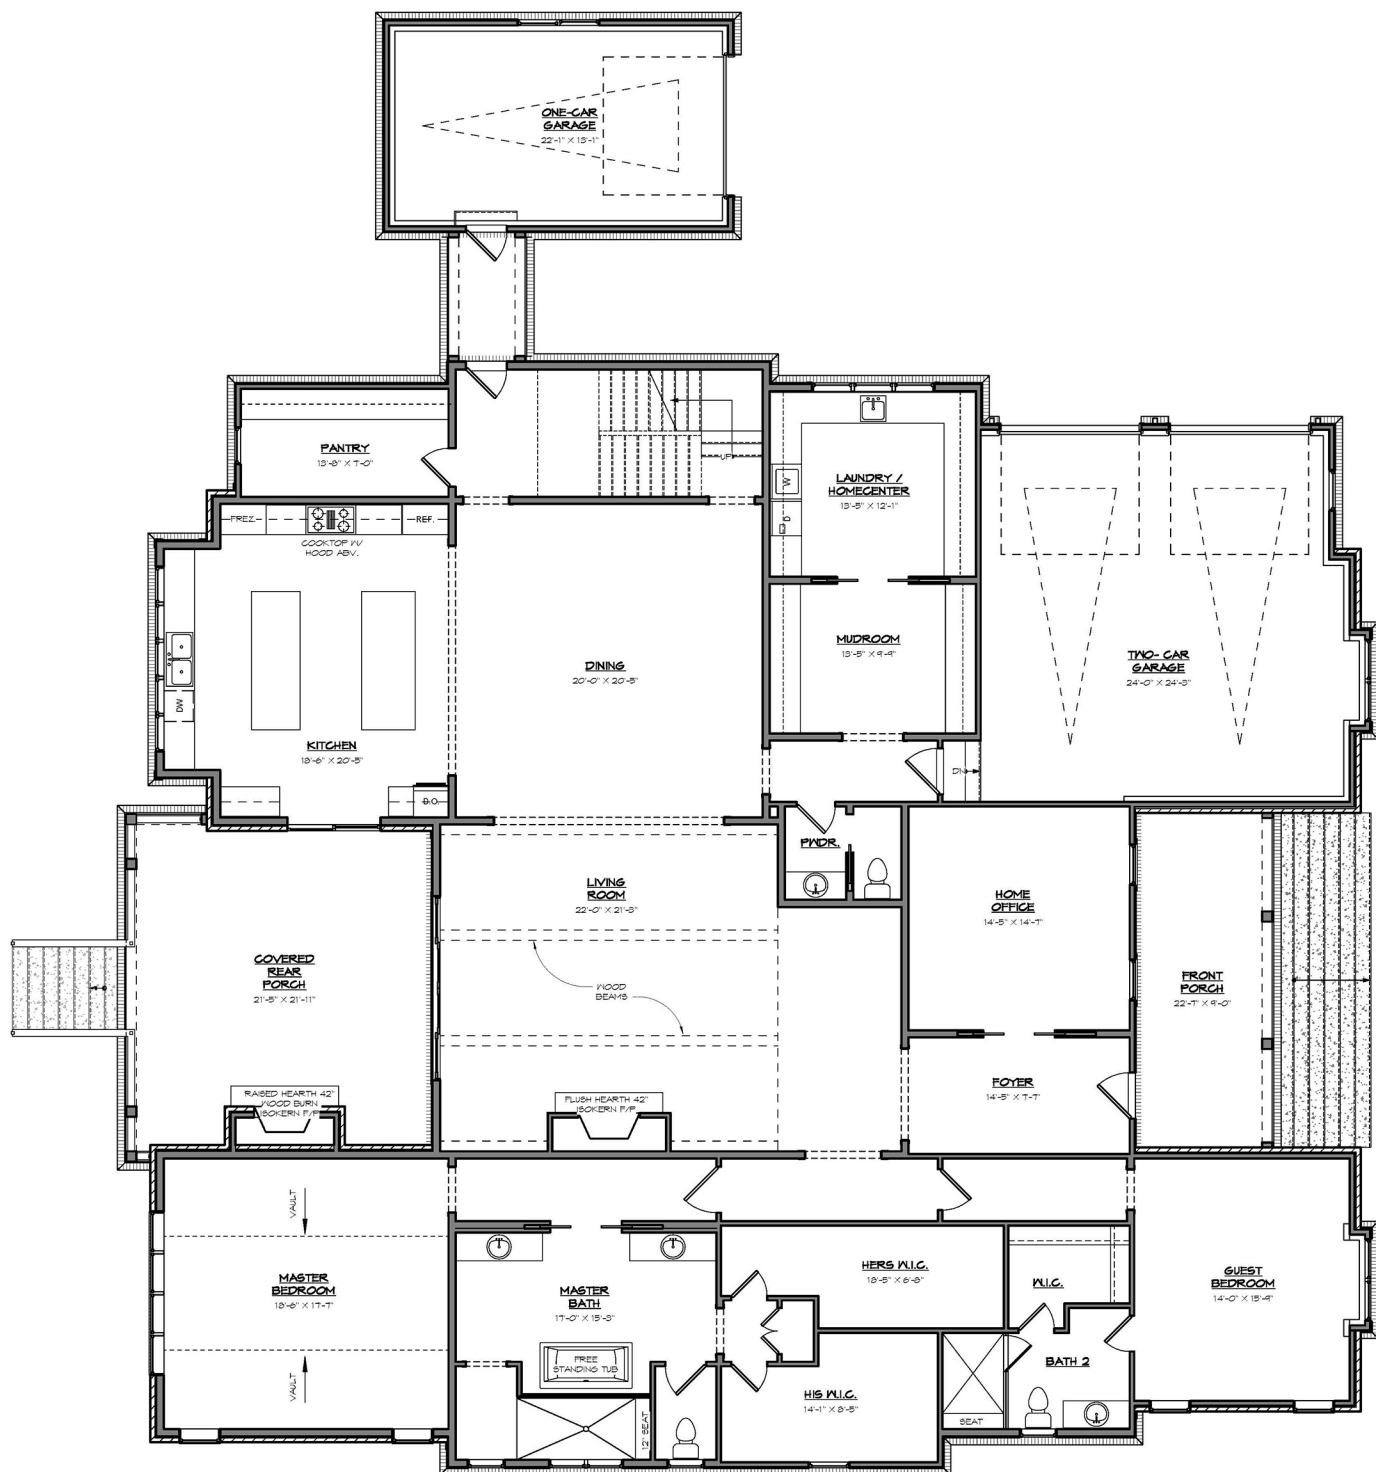 ONE-CAR
GARAGE
22'-1" X 13'-1"
PANTRY
13'-8" X 7'-0"
UP
LAUNDRY /
HOMECENTER
13'-5" X 12'-1"
W
D
FREZ.
REF.
COOKTOP W/
HOOD ABV.
MUDROOM
13'-5" X 9'-9"
TWO- CAR
GARAGE
24'-0" X 24'-3"
DINING
20'-0" X 20'-5"
DW
KITCHEN
18'-6" X 20'-5"
DN
B.O.
PWDR.
LIVING
ROOM
22'-0" X 21'-3"
HOME
OFFICE
14'-5" X 14'-7"
COVERED
REAR
PORCH
21'-5" X 21'-11"
WOOD
BEAMS
FRONT
PORCH
22'-7" X 9'-0"
FOYER
14'-5" X 7'-7"
RAISED HEARTH 42"
WOOD BURN
ISOKERN F/P
FLUSH HEARTH 42"
ISOKERN F/P
VAULT
MASTER
BEDROOM
18'-6" X 17'-7"
VAULT
MASTER
BATH
17'-0" X 15'-3"
FREE
STANDING TUB
12" SEAT
HERS W.I.C.
18'-5" X 6'-8"
W.I.C.
GUEST
BEDROOM
14'-0" X 15'-9"
BATH 2
HIS W.I.C.
14'-1" X 8'-5"
SEAT